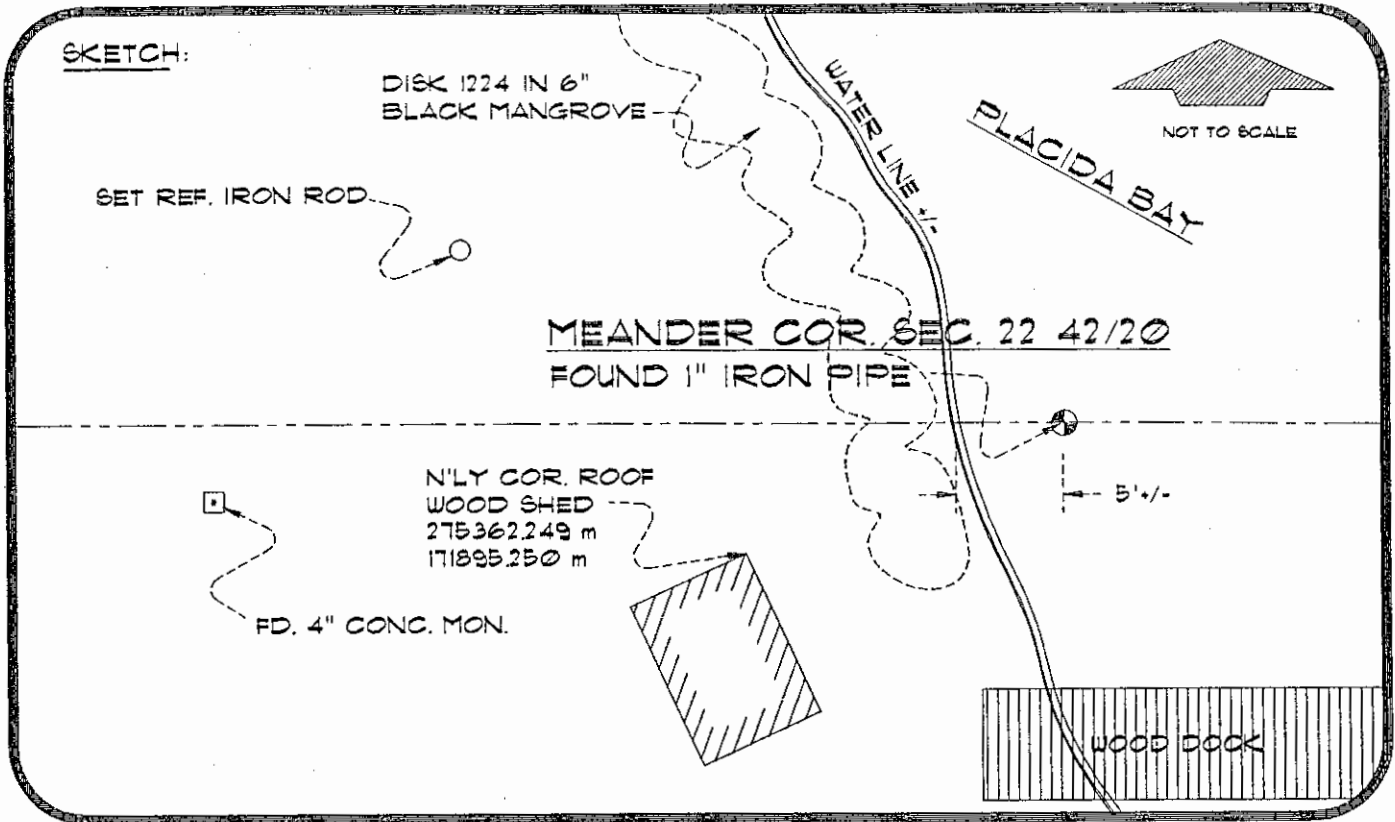 SKETCH:
DISK 1224 IN 6"
BLACK MANGROVE
WATER LINE +/-
PLACIDA BAY
NOT TO SCALE
SET REF. IRON ROD
MEANDER COR. SEC. 22 42/20
FOUND 1" IRON PIPE
N'LY COR. ROOF
WOOD SHED
275362.249 m
171895.250 m
5'+/-
FD. 4" CONC. MON.
WOOD DOCK